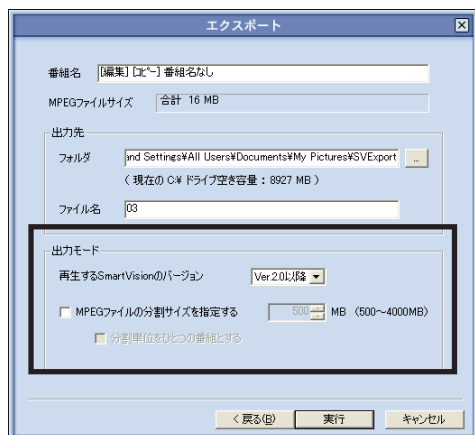 エクスポート
番組名 [編集] [ｺﾋﾟｰ] 番組名なし
MPEGファイルサイズ 合計 16 MB
出力先
フォルダ and Settings¥All Users¥Documents¥My Pictures¥SVExport ...
( 現在の C:¥ ドライブ空き容量 : 8927 MB )
ファイル名 03
出力モード
再生するSmartVisionのバージョン Ver.2.0以降
MPEGファイルの分割サイズを指定する 500 MB (500～4000MB)
分割単位をひとつの番組とする
< 戻る(B) 実行 キャンセル